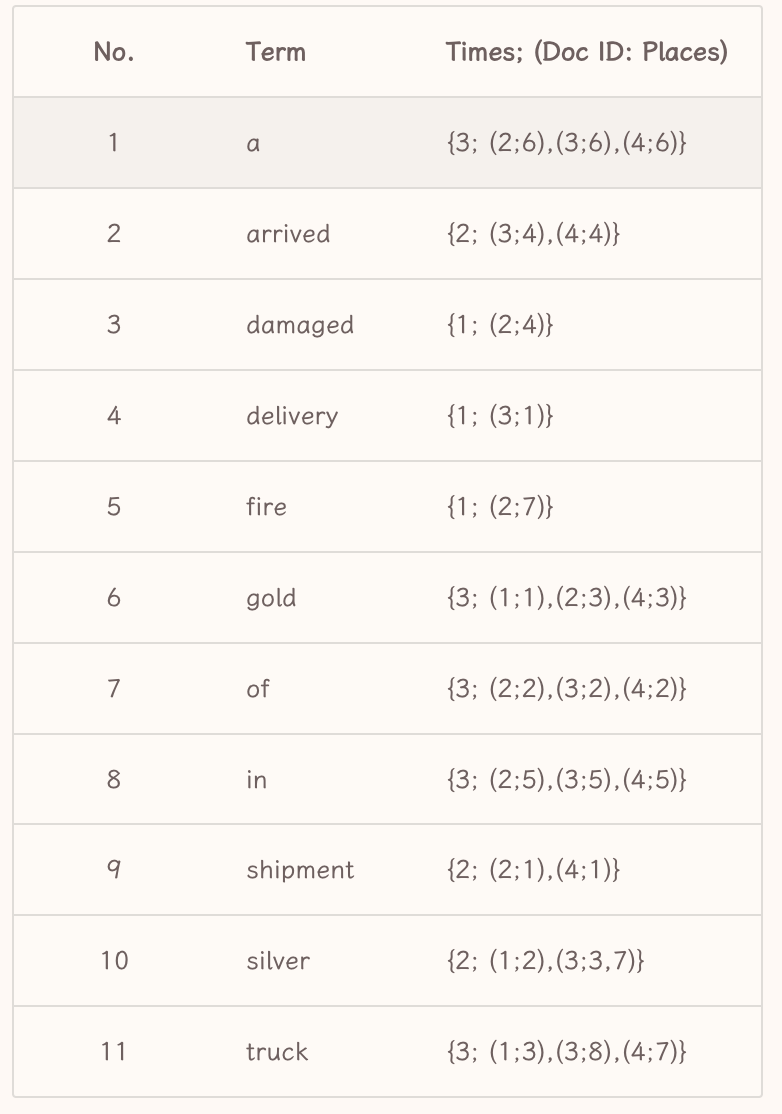 No. Term Times; (Doc ID: Places)
1 a {3; (2;6),(3;6),(4;6)}
2 arrived {2; (3;4),(4;4)}
3 damaged {1; (2;4)}
4 delivery {1; (3;1)}
5 fire {1; (2;7)}
6 gold {3; (1;1),(2;3),(4;3)}
7 of {3; (2;2),(3;2),(4;2)}
8 in {3; (2;5),(3;5),(4;5)}
9 shipment {2; (2;1),(4;1)}
10 silver {2; (1;2),(3;3,7)}
11 truck {3; (1;3),(3;8),(4;7)}